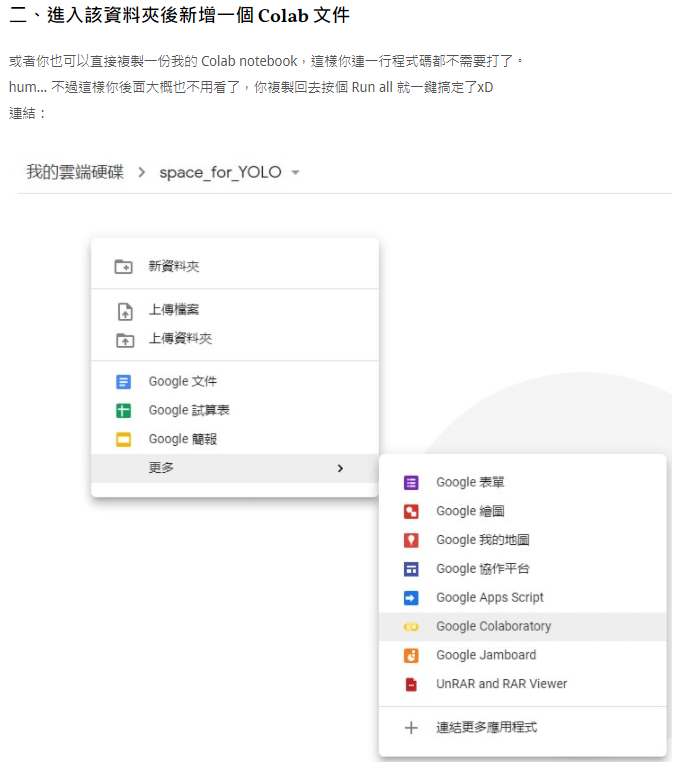 二、進入該資料夾後新增一個 Colab 文件
或者你也可以直接複製一份我的 Colab notebook，這樣你連一行程式碼都不需要打了。
hum... 不過這樣你後面大概也不用看了，你複製回去按個 Run all 就一鍵搞定了xD
連結：
我的雲端硬碟 > space_for_YOLO
新資料夾
上傳檔案
上傳資料夾
Google 文件
Google 試算表
Google 簡報
更多
Google 表單
Google 繪圖
Google 我的地圖
Google 協作平台
Google Apps Script
Google Colaboratory
Google Jamboard
UnRAR and RAR Viewer
連結更多應用程式